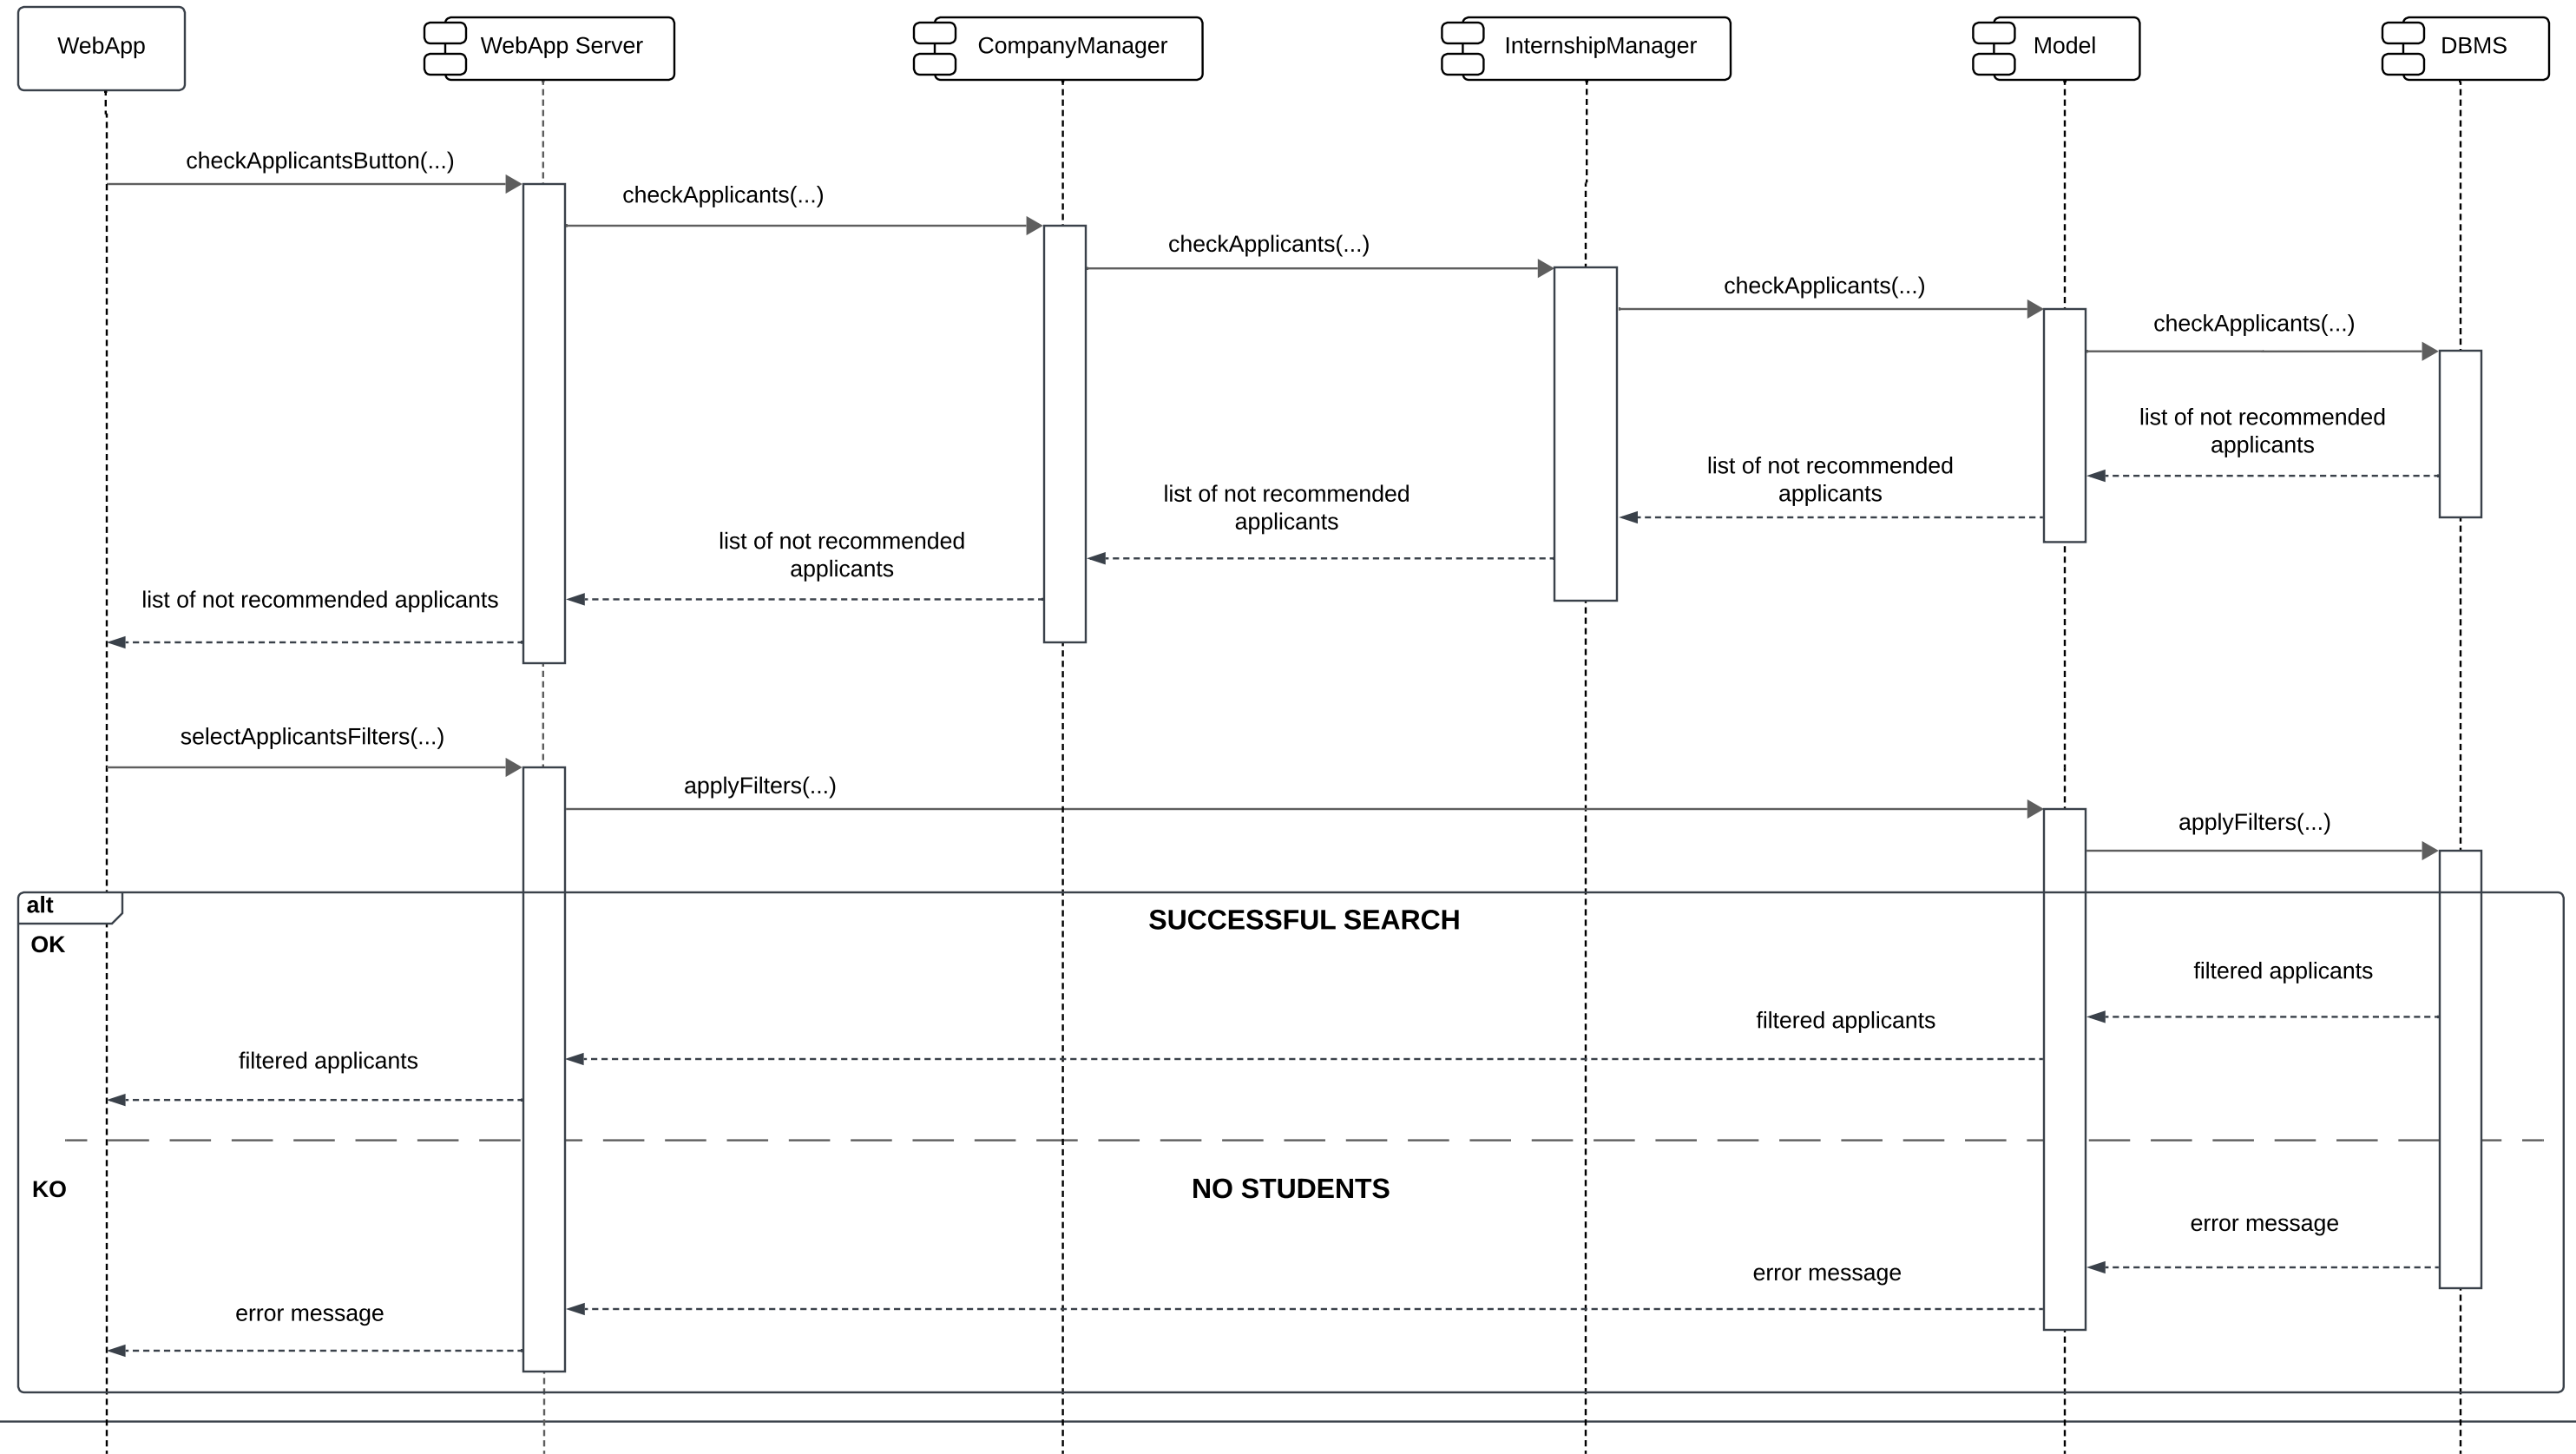 WebApp
WebApp Server
CompanyManager
InternshipManager
Model
DBMS
checkApplicantsButton(...)
checkApplicants(...)
checkApplicants(...)
checkApplicants(...)
checkApplicants(...)
list of not recommended
applicants
list of not recommended
applicants
list of not recommended
applicants
list of not recommended
applicants
list of not recommended applicants
selectApplicantsFilters(...)
applyFilters(...)
applyFilters(...)
alt
SUCCESSFUL SEARCH
OK
filtered applicants
filtered applicants
filtered applicants
KO
NO STUDENTS
error message
error message
error message